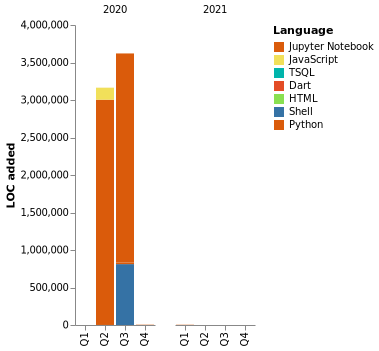 2020 2021
Language
Jupyter Notebook
JavaScript
TSQL
Dart
HTML
Shell
Python
4,000,000
3,500,000
3,000,000
2,500,000
2,000,000
1,500,000
1,000,000
500,000
0
LOC added
Q1 Q2 Q3 Q4 Q1 Q2 Q3 Q4